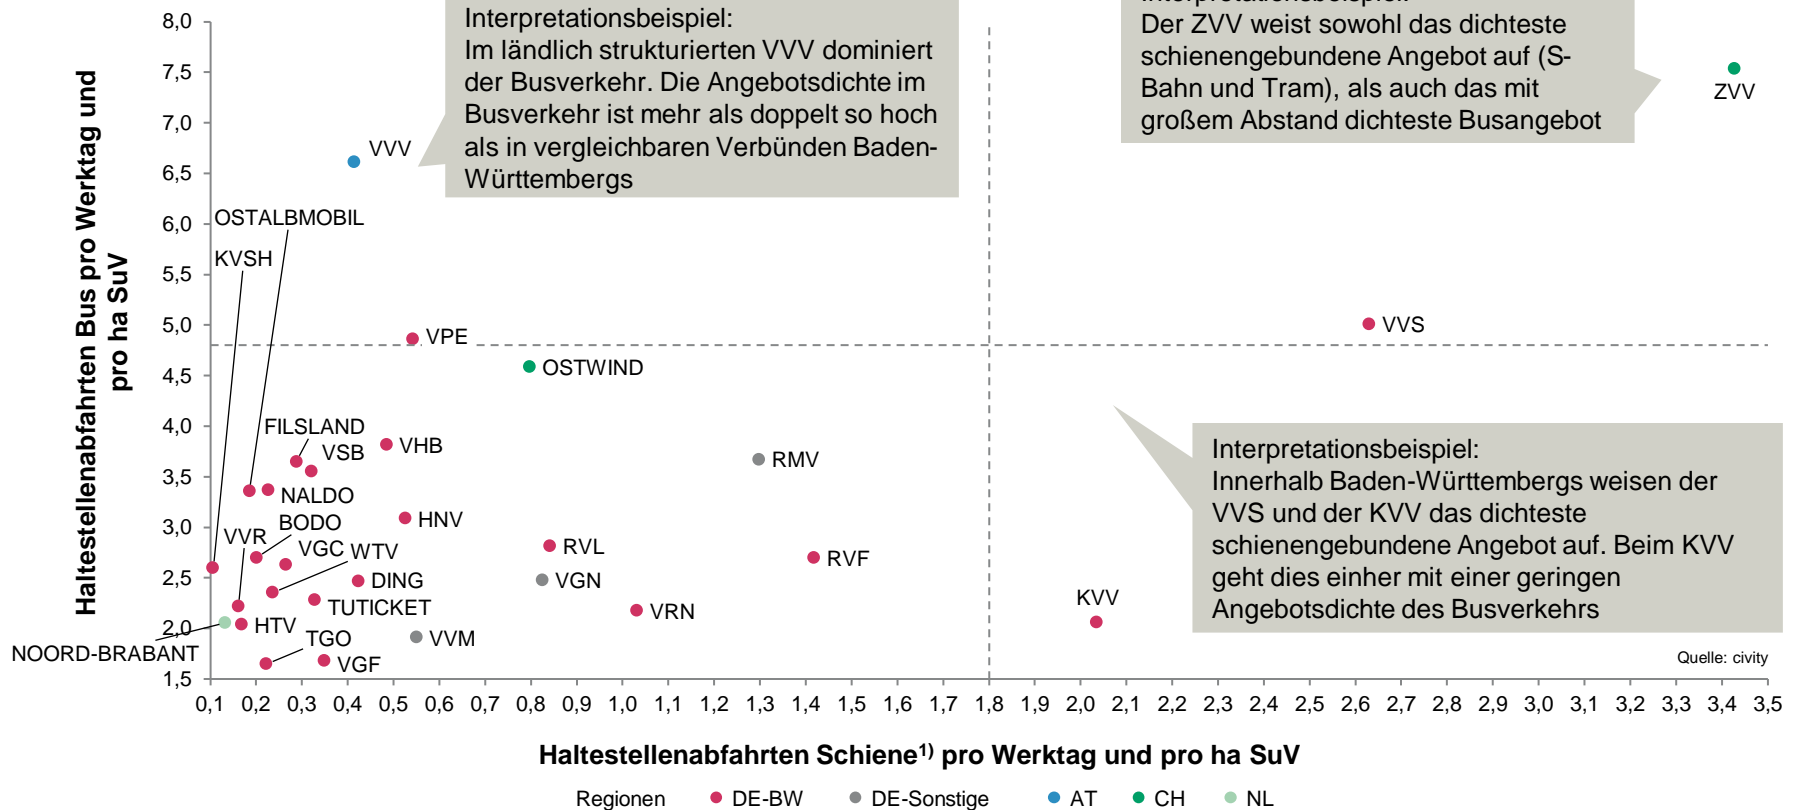 Haltestellenabfahrten Bus pro Werktag und
pro ha SuV
8,0
7,5
7,0
6,5
6,0
5,5
5,0
4,5
4,0
3,5
3,0
2,5
2,0
1,5
Interpretationsbeispiel:
Im ländlich strukturierten VVV dominiert
der Busverkehr. Die Angebotsdichte im
Busverkehr ist mehr als doppelt so hoch
als in vergleichbaren Verbünden Baden-
Württembergs
Interpretationsbeispiel:
Der ZVV weist sowohl das dichteste
schienengebundene Angebot auf (S-
Bahn und Tram), als auch das mit
großem Abstand dichteste Busangebot
ZVV
VVV
OSTALBMOBIL
KVSH
VPE
VVS
OSTWIND
FILSLAND
VSB
VHB
RMV
NALDO
BODO
HNV
VVR
VGC
WTV
RVL
RVF
DING
VGN
TUTICKET
VRN
KVV
HTV
TGO
VVM
NOORD-BRABANT
VGF
Interpretationsbeispiel:
Innerhalb Baden-Württembergs weisen der
VVS und der KVV das dichteste
schienengebundene Angebot auf. Beim KVV
geht dies einher mit einer geringen
Angebotsdichte des Busverkehrs
Quelle: civity
0,1 0,2 0,3 0,4 0,5 0,6 0,7 0,8 0,9 1,0 1,1 1,2 1,3 1,4 1,5 1,6 1,7 1,8 1,9 2,0 2,1 2,2 2,3 2,4 2,5 2,6 2,7 2,8 2,9 3,0 3,1 3,2 3,3 3,4 3,5
Haltestellenabfahrten Schiene1) pro Werktag und pro ha SuV
Regionen DE-BW DE-Sonstige AT CH NL